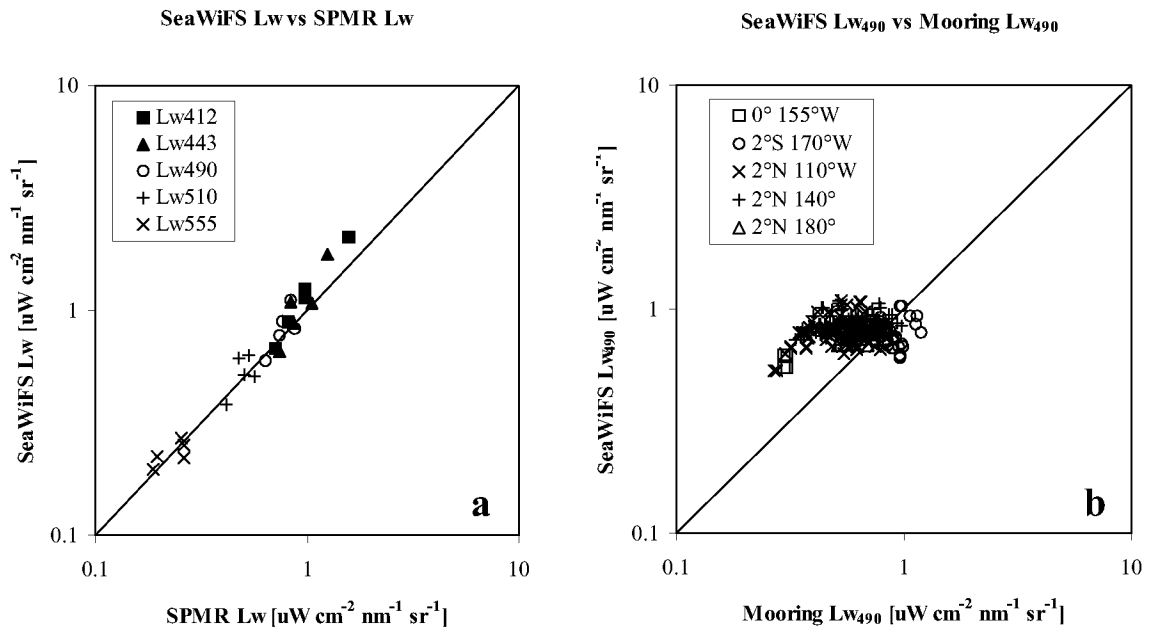 SeaWiFS Lw vs SPMR Lw
10
1
0.1
0.1
1
10
SeaWiFS Lw [uW cm⁻² nm⁻¹ sr⁻¹]
SPMR Lw [uW cm⁻² nm⁻¹ sr⁻¹]
Lw412
Lw443
Lw490
Lw510
Lw555
a
SeaWiFS Lw₄₉₀ vs Mooring Lw₄₉₀
10
1
0.1
0.1
1
10
SeaWiFS Lw₄₉₀ [uW cm⁻² nm⁻¹ sr⁻¹]
Mooring Lw₄₉₀ [uW cm⁻² nm⁻¹ sr⁻¹]
0° 155°W
2°S 170°W
2°N 110°W
2°N 140°
2°N 180°
b